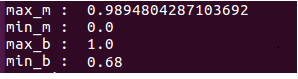 max_m :  0.9894804287103692
min_m :  0.0
max_b :  1.0
min_b :  0.68